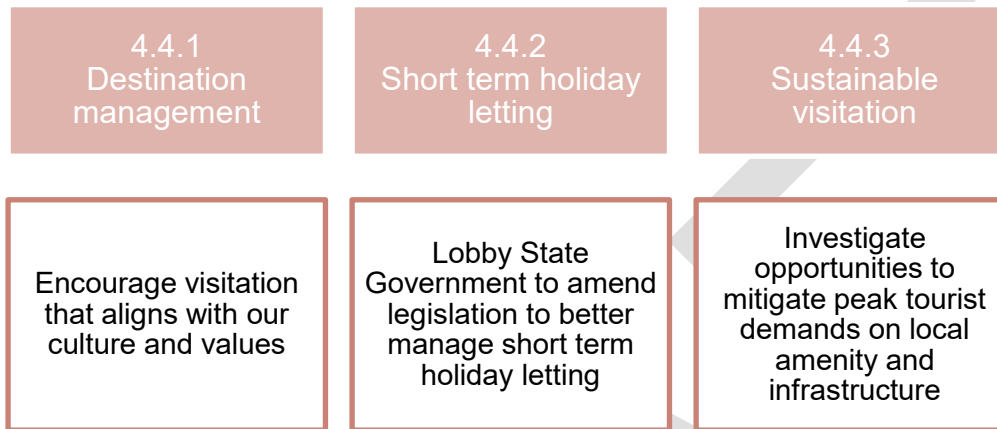 4.4.1
Destination
management
4.4.2
Short term holiday
letting
4.4.3
Sustainable
visitation
Encourage visitation
that aligns with our
culture and values
Lobby State
Government to amend
legislation to better
manage short term
holiday letting
Investigate
opportunities to
mitigate peak tourist
demands on local
amenity and
infrastructure